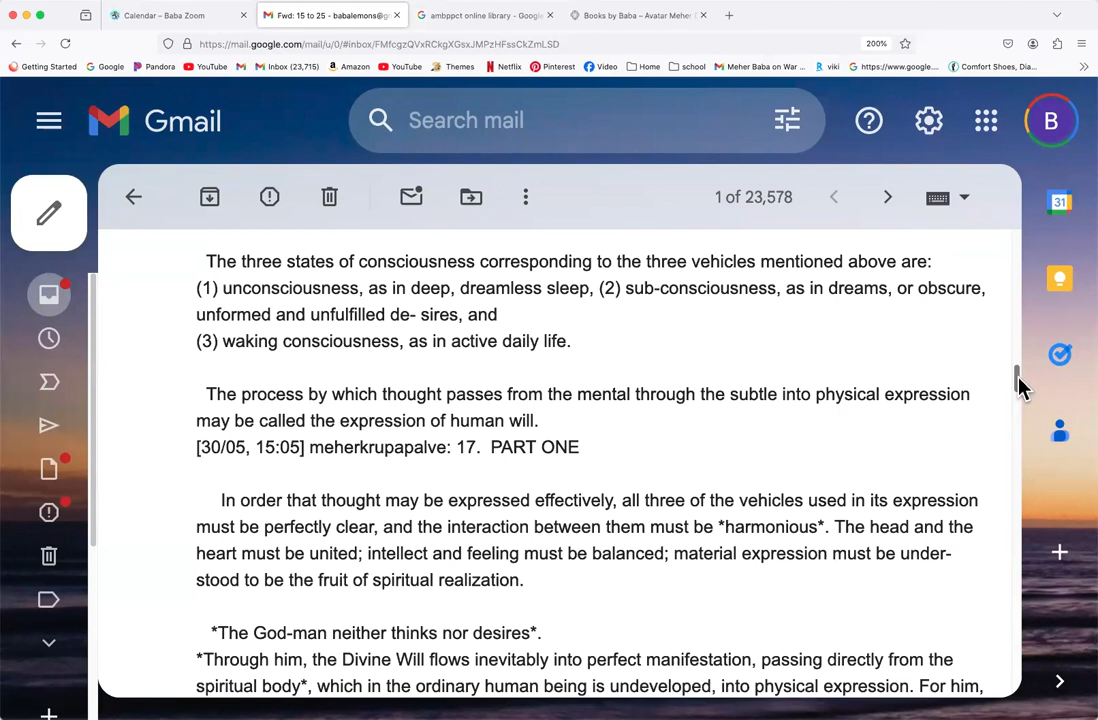 Calendar – Baba Zoom
Fwd: 15 to 25 - babalemons@gm
ambppct online library - Google
Books by Baba – Avatar Meher
https://mail.google.com/mail/u/0/#inbox/FMfcgzQVxRCkgXGsxJMPzHFssCkZmLSD
200%
Getting Started
Google
Pandora
YouTube
Inbox (23,715)
Amazon
YouTube
Themes
Netflix
Pinterest
Video
Home
school
Meher Baba on War ...
viki
https://www.google....
Comfort Shoes, Dia...
Gmail
Search mail
B
1 of 23,578
31
The three states of consciousness corresponding to the three vehicles mentioned above are:
(1) unconsciousness, as in deep, dreamless sleep, (2) sub-consciousness, as in dreams, or obscure,
unformed and unfulfilled de- sires, and
(3) waking consciousness, as in active daily life.
The process by which thought passes from the mental through the subtle into physical expression
may be called the expression of human will.
[30/05, 15:05] meherkrupapalve: 17. PART ONE
In order that thought may be expressed effectively, all three of the vehicles used in its expression
must be perfectly clear, and the interaction between them must be *harmonious*. The head and the
heart must be united; intellect and feeling must be balanced; material expression must be under-
stood to be the fruit of spiritual realization.
*The God-man neither thinks nor desires*.
*Through him, the Divine Will flows inevitably into perfect manifestation, passing directly from the
spiritual body*, which in the ordinary human being is undeveloped, into physical expression. For him,